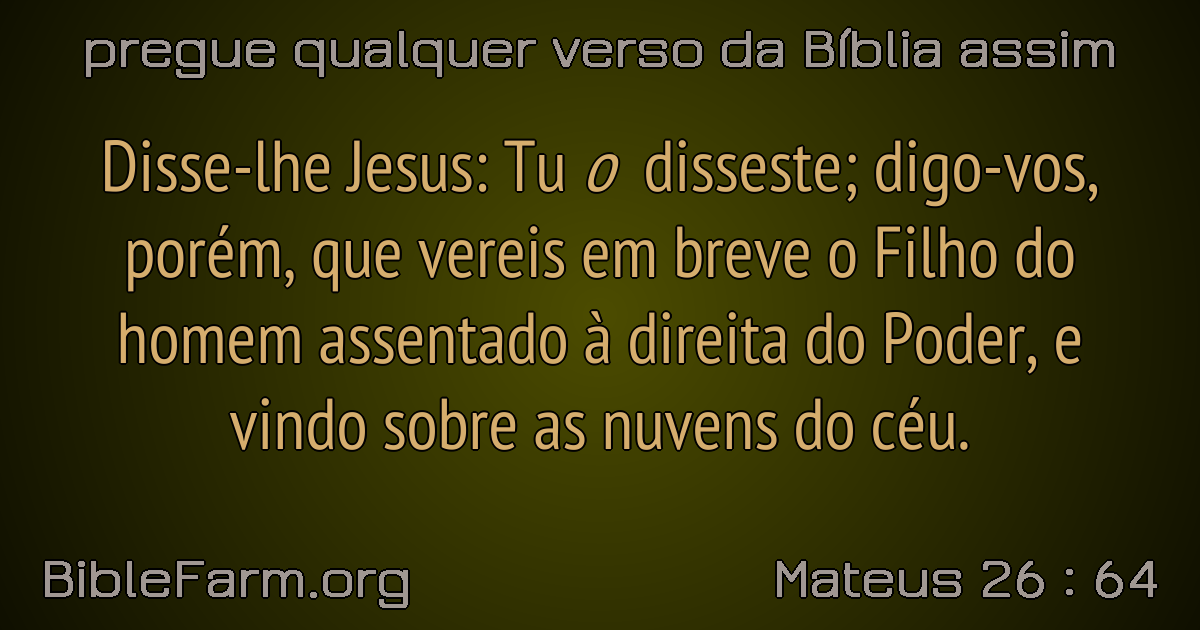 pregue qualquer verso da Bíblia assim
Disse-lhe Jesus: Tu o disseste; digo-vos,
porém, que vereis em breve o Filho do
homem assentado à direita do Poder, e
vindo sobre as nuvens do céu.
BibleFarm.org
Mateus 26 : 64